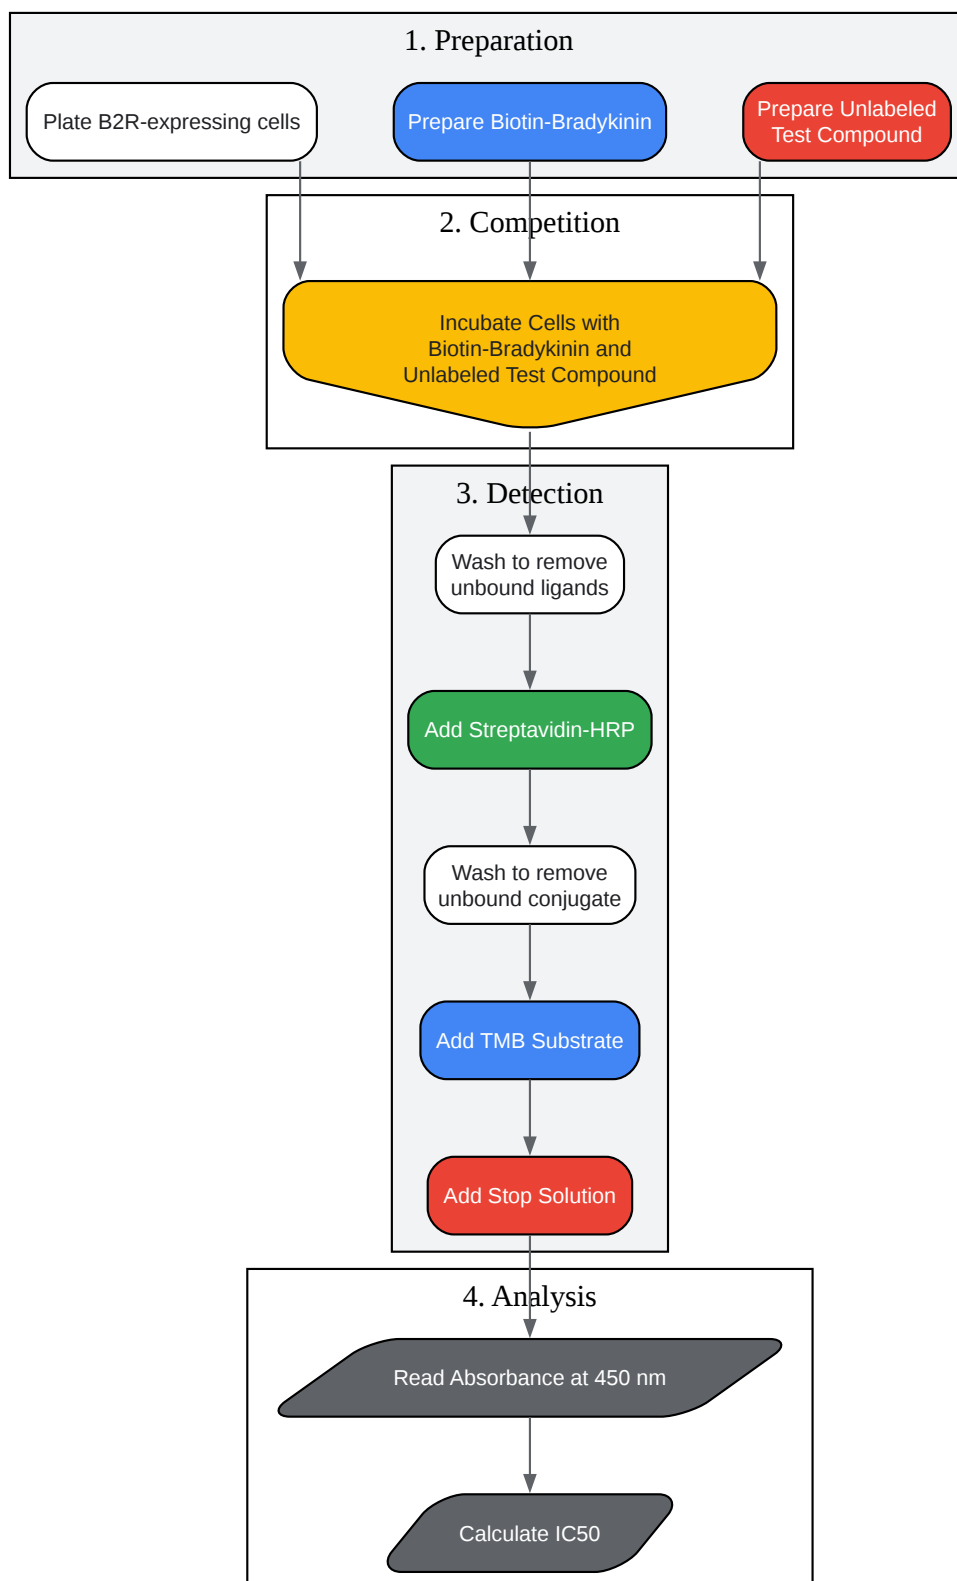 1. Preparation
Plate B2R-expressing cells
Prepare Biotin-Bradykinin
Prepare Unlabeled
Test Compound
2. Competition
Incubate Cells with
Biotin-Bradykinin and
Unlabeled Test Compound
3. Detection
Wash to remove
unbound ligands
Add Streptavidin-HRP
Wash to remove
unbound conjugate
Add TMB Substrate
Add Stop Solution
4. Analysis
Read Absorbance at 450 nm
Calculate IC50